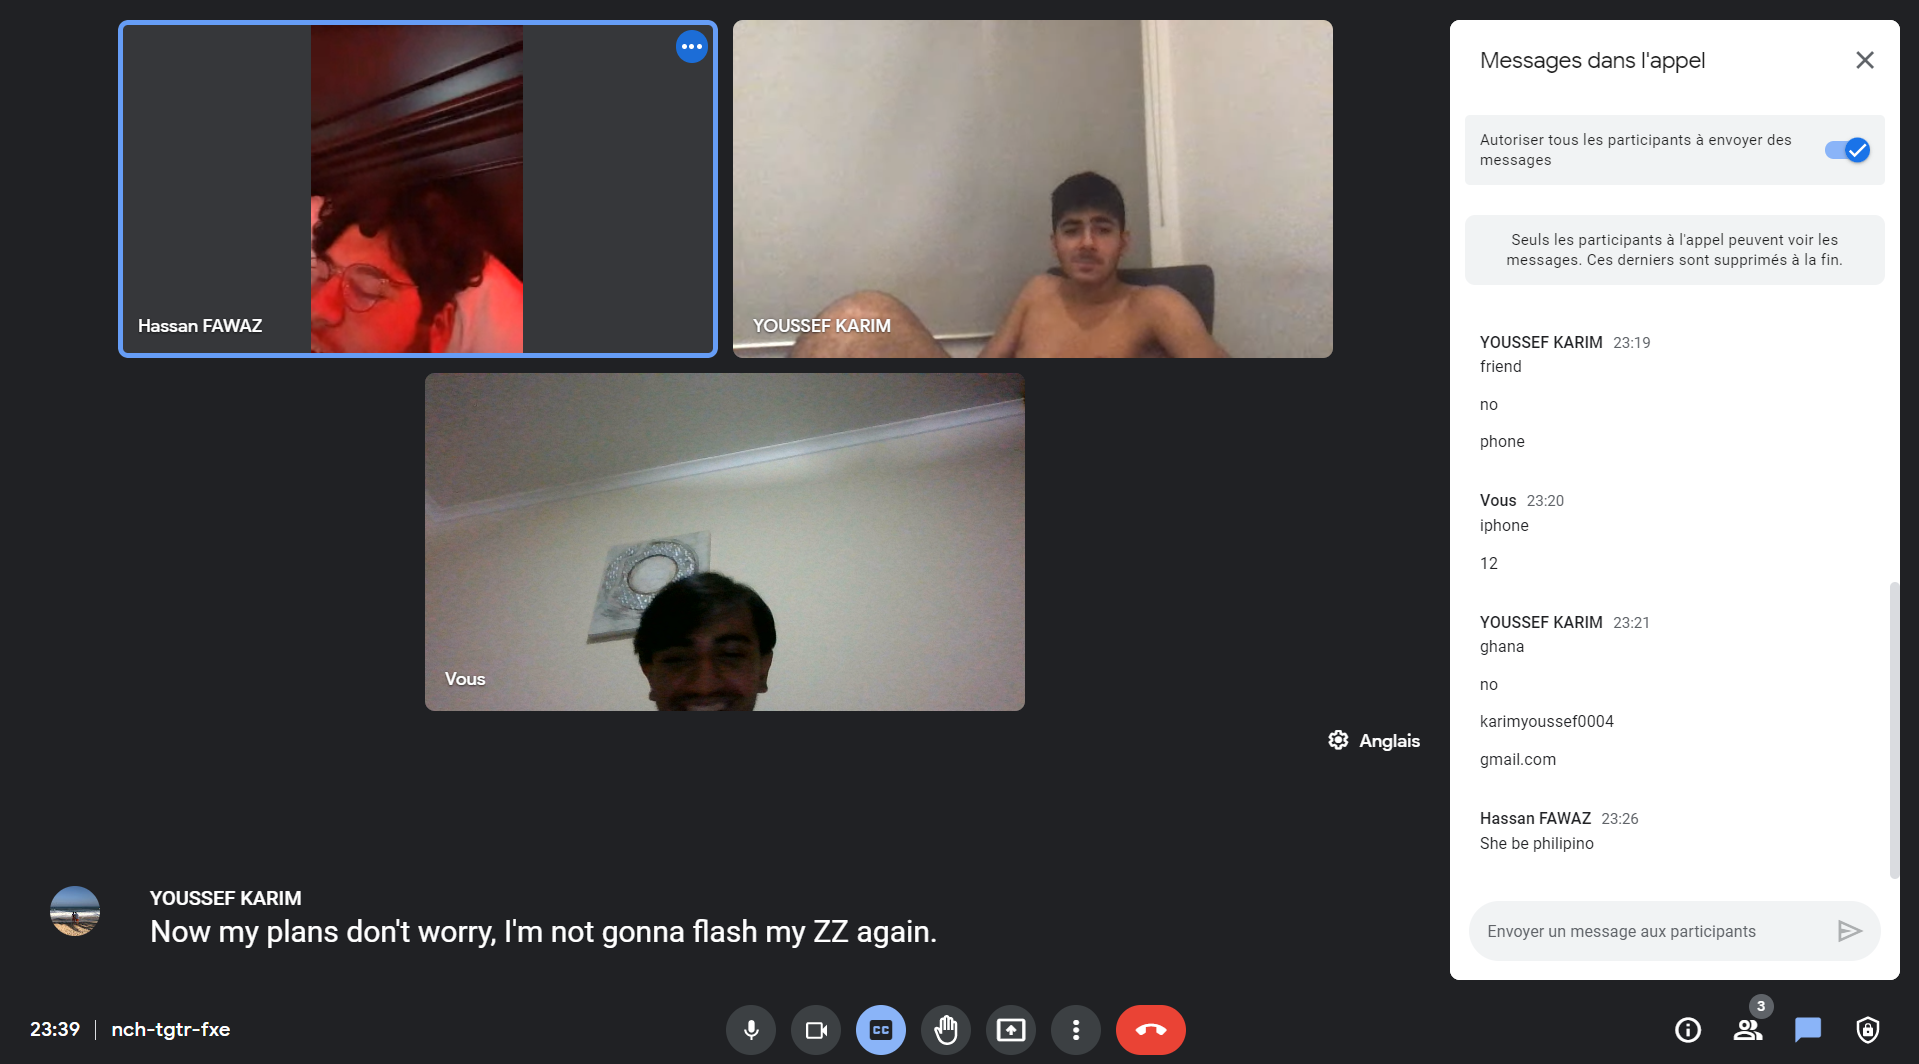 Hassan FAWAZ
YOUSSEF KARIM
Vous
Anglais
YOUSSEF KARIM
Now my plans don't worry, I'm not gonna flash my ZZ again.
23:39 | nch-tgtr-fxe
CC
3
Messages dans l'appel
Autoriser tous les participants à envoyer des
messages
Seuls les participants à l'appel peuvent voir les
messages. Ces derniers sont supprimés à la fin.
YOUSSEF KARIM 23:19
friend
no
phone
Vous 23:20
iphone
12
YOUSSEF KARIM 23:21
ghana
no
karimyoussef0004
gmail.com
Hassan FAWAZ 23:26
She be philipino
Envoyer un message aux participants